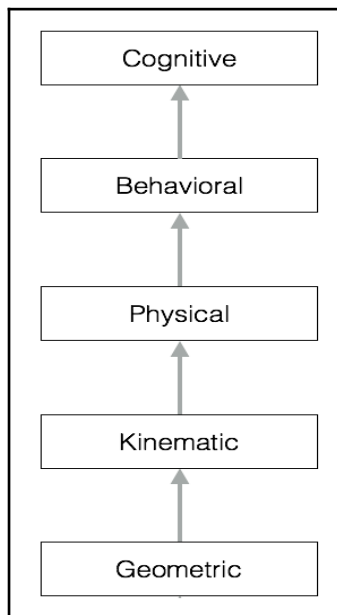 Cognitive
Behavioral
Physical
Kinematic
Geometric